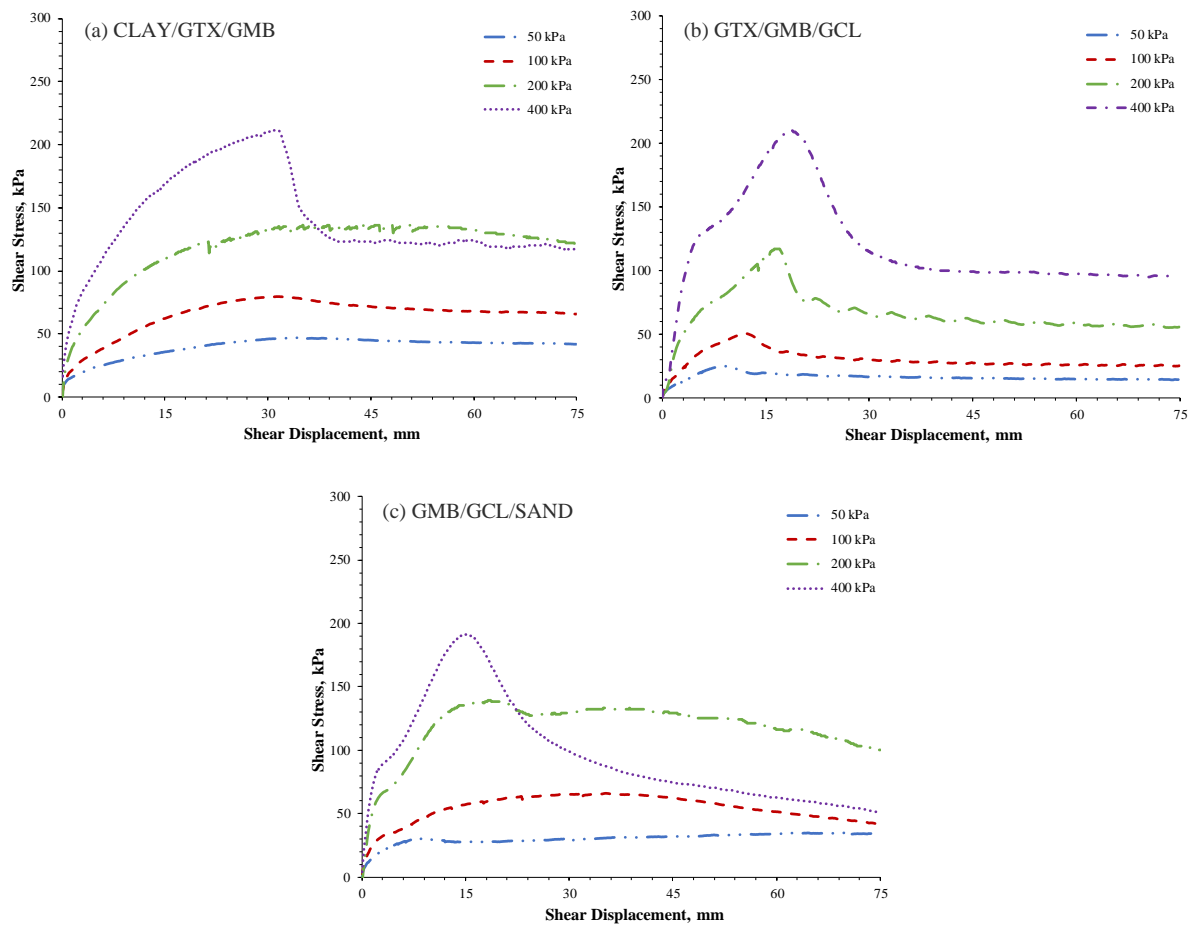 (a) CLAY/GTX/GMB
50 kPa
100 kPa
200 kPa
400 kPa
300
250
200
150
100
50
0
Shear Stress, kPa
0 15 30 45 60 75
Shear Displacement, mm
(b) GTX/GMB/GCL
50 kPa
100 kPa
200 kPa
400 kPa
300
250
200
150
100
50
0
Shear Stress, kPa
0 15 30 45 60 75
Shear Displacement, mm
(c) GMB/GCL/SAND
50 kPa
100 kPa
200 kPa
400 kPa
300
250
200
150
100
50
0
Shear Stress, kPa
0 15 30 45 60 75
Shear Displacement, mm